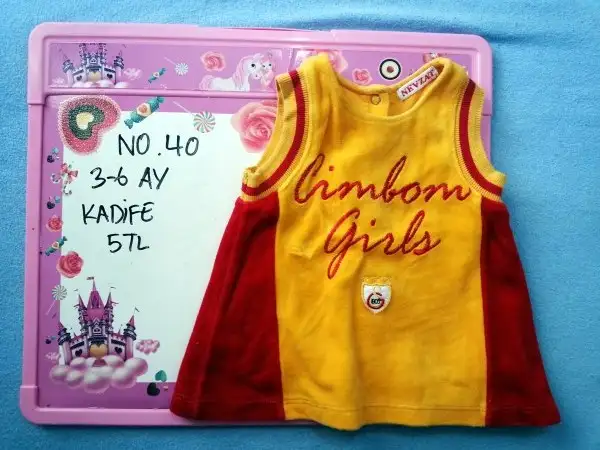 NO.40
3-6 AY
KADİFE
5TL
NEVZAT
Cimbom
Girls